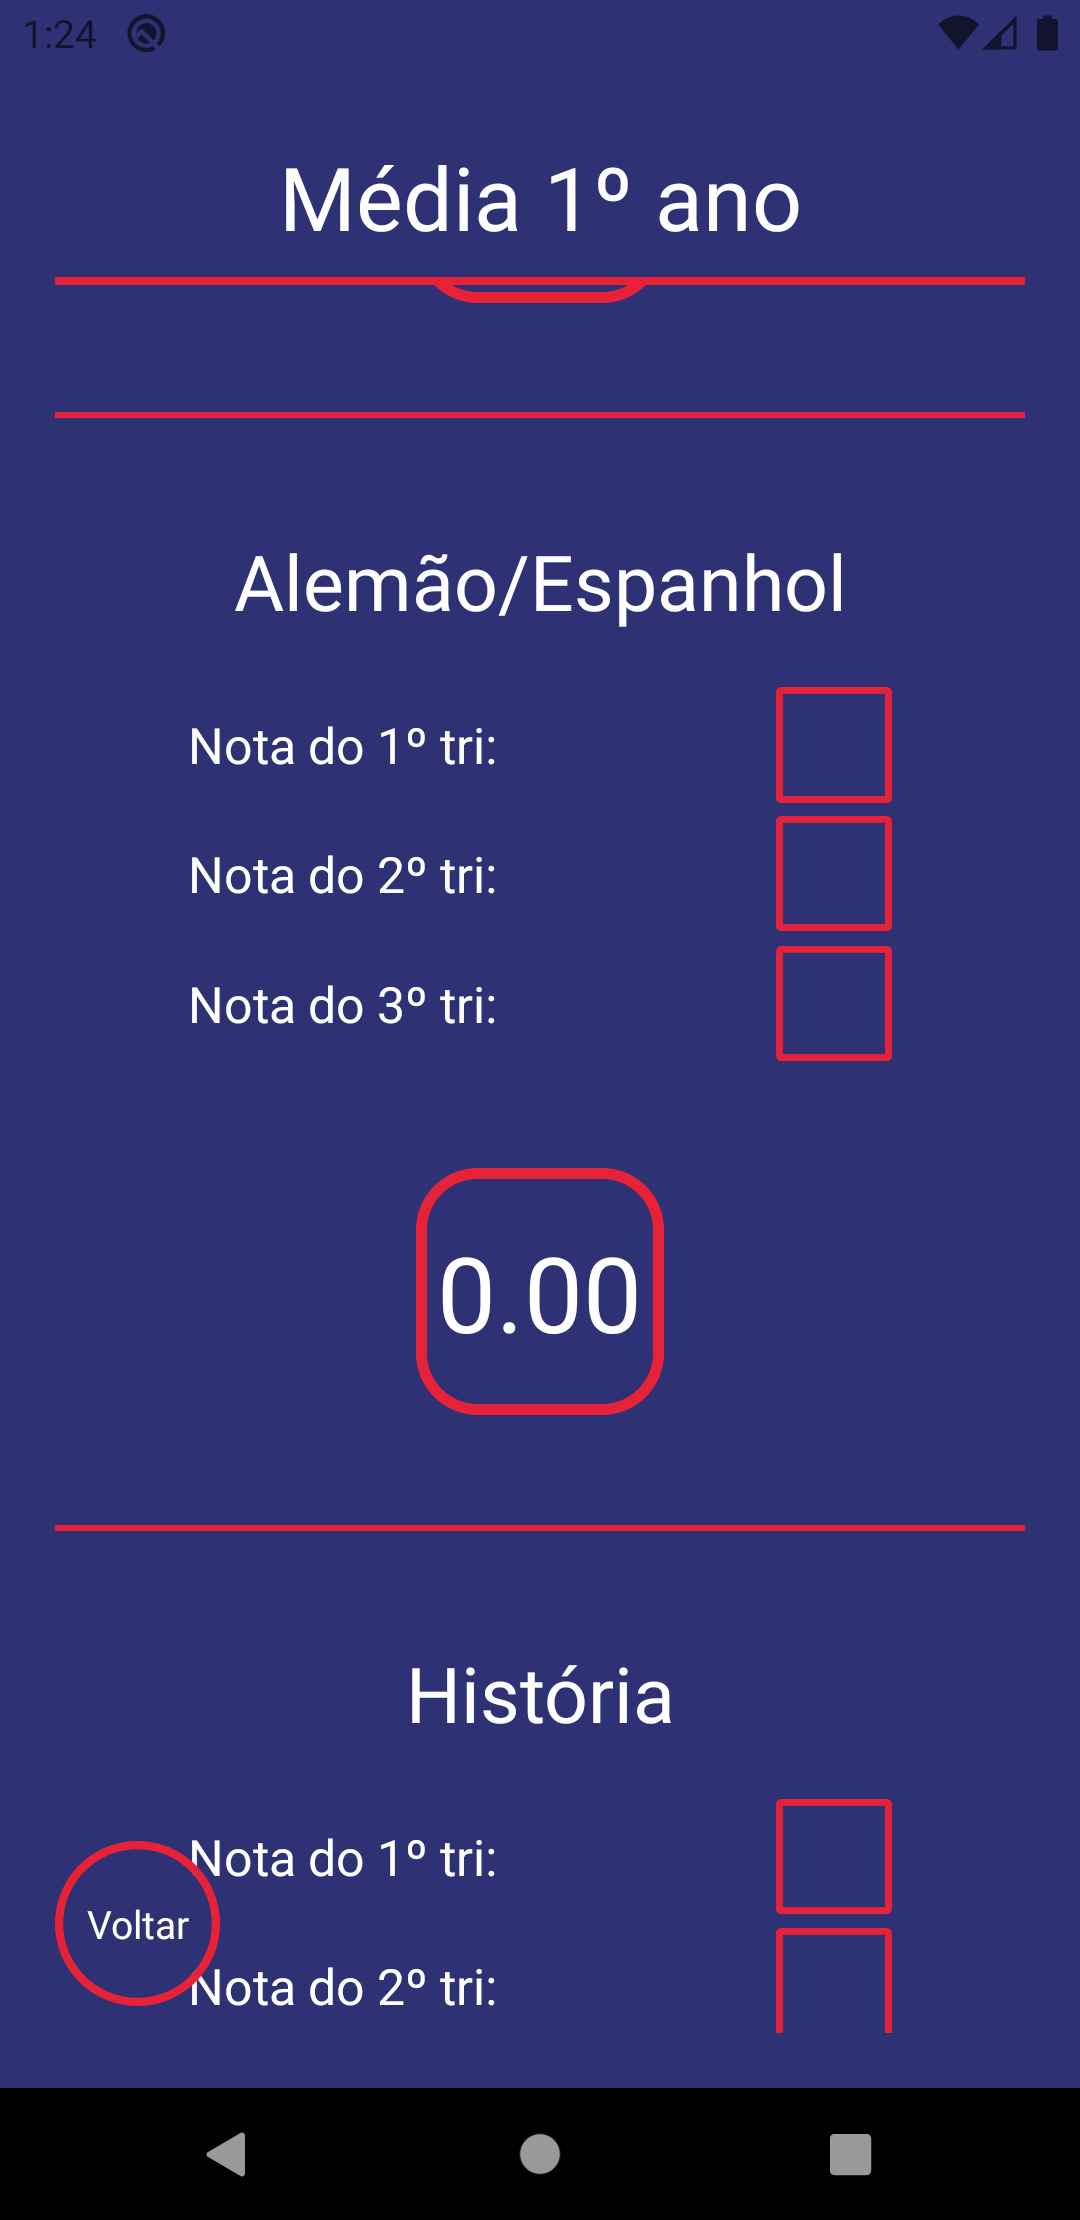 1:24
Média 1º ano
Alemão/Espanhol
Nota do 1º tri:
Nota do 2º tri:
Nota do 3º tri:
0.00
História
Nota do 1º tri:
Voltar
Nota do 2º tri: